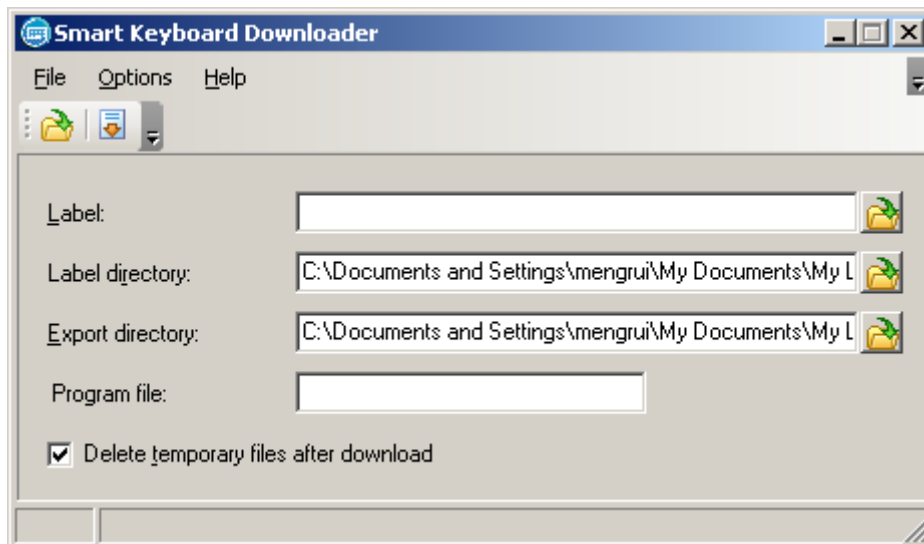 Smart Keyboard Downloader
File Options Help
Label:
Label directory: C:\Documents and Settings\mengrui\My Documents\My L
Export directory: C:\Documents and Settings\mengrui\My Documents\My L
Program file:
Delete temporary files after download